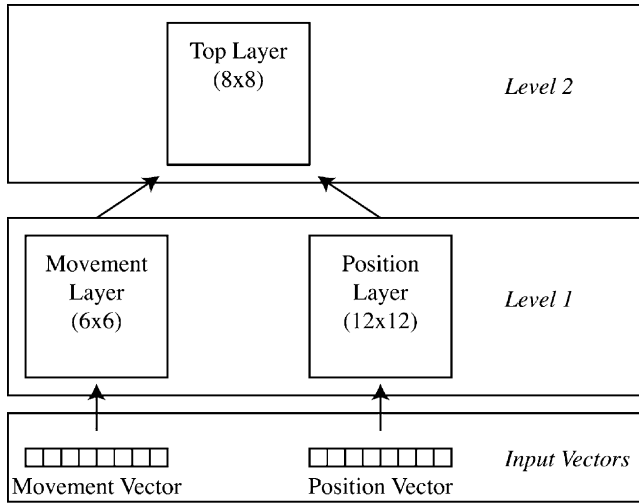 Top Layer
(8x8)
Level 2
Movement
Layer
(6x6)
Position
Layer
(12x12)
Level 1
Input Vectors
Movement Vector
Position Vector